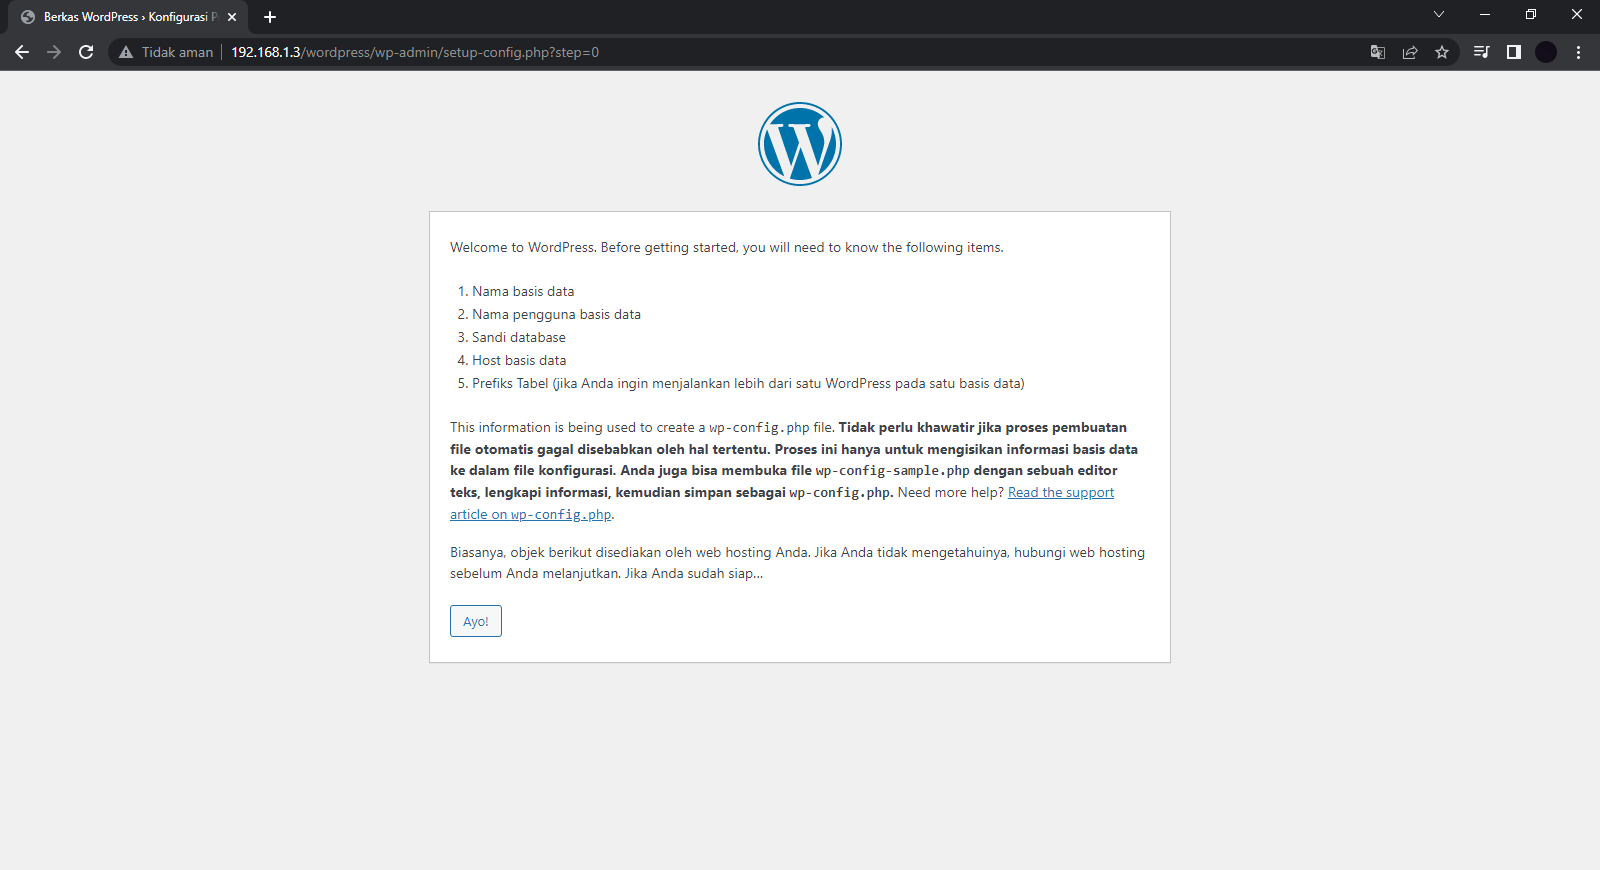 Berkas WordPress › Konfigurasi P
Tidak aman
192.168.1.3/wordpress/wp-admin/setup-config.php?step=0
Welcome to WordPress. Before getting started, you will need to know the following items.
1. Nama basis data
2. Nama pengguna basis data
3. Sandi database
4. Host basis data
5. Prefiks Tabel (jika Anda ingin menjalankan lebih dari satu WordPress pada satu basis data)
This information is being used to create a wp-config.php file. Tidak perlu khawatir jika proses pembuatan
file otomatis gagal disebabkan oleh hal tertentu. Proses ini hanya untuk mengisikan informasi basis data
ke dalam file konfigurasi. Anda juga bisa membuka file wp-config-sample.php dengan sebuah editor
teks, lengkapi informasi, kemudian simpan sebagai wp-config.php. Need more help? Read the support
article on wp-config.php.
Biasanya, objek berikut disediakan oleh web hosting Anda. Jika Anda tidak mengetahuinya, hubungi web hosting
sebelum Anda melanjutkan. Jika Anda sudah siap...
Ayo!